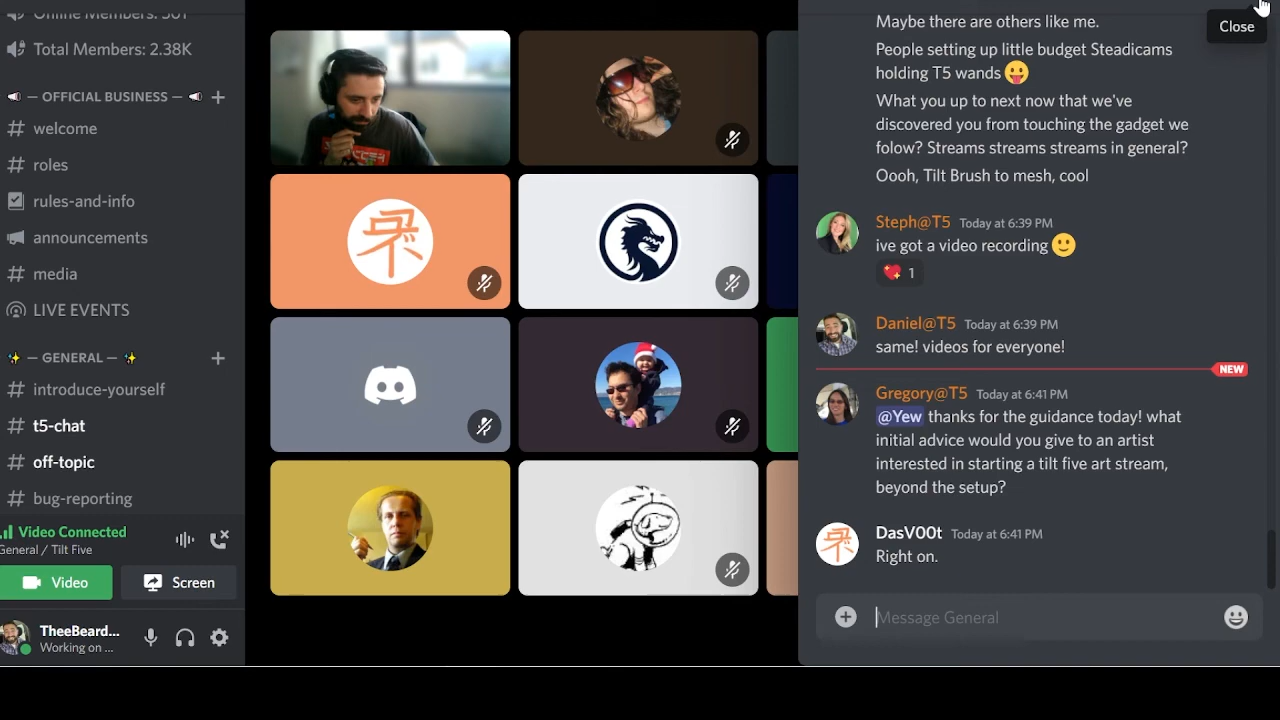 Online Members: 361
Total Members: 2.38K
— OFFICIAL BUSINESS —
# welcome
# roles
rules-and-info
announcements
# media
LIVE EVENTS
— GENERAL —
# introduce-yourself
# t5-chat
# off-topic
# bug-reporting
Video Connected
General / Tilt Five
Video
Screen
TheeBeard...
Working on ...
Close
Maybe there are others like me.
People setting up little budget Steadicams
holding T5 wands
What you up to next now that we've
discovered you from touching the gadget we
folow? Streams streams streams in general?
Oooh, Tilt Brush to mesh, cool
Steph@T5 Today at 6:39 PM
ive got a video recording
1
Daniel@T5 Today at 6:39 PM
same! videos for everyone!
NEW
Gregory@T5 Today at 6:41 PM
@Yew thanks for the guidance today! what
initial advice would you give to an artist
interested in starting a tilt five art stream,
beyond the setup?
DasV00t Today at 6:41 PM
Right on.
Message General